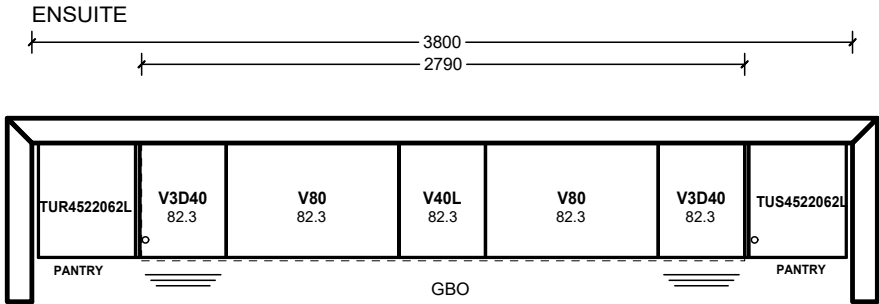 ENSUITE
3800
2790
TUR4522062L
V3D40
82.3
V80
82.3
V40L
82.3
V80
82.3
V3D40
82.3
TUS4522062L
PANTRY
GBO
PANTRY